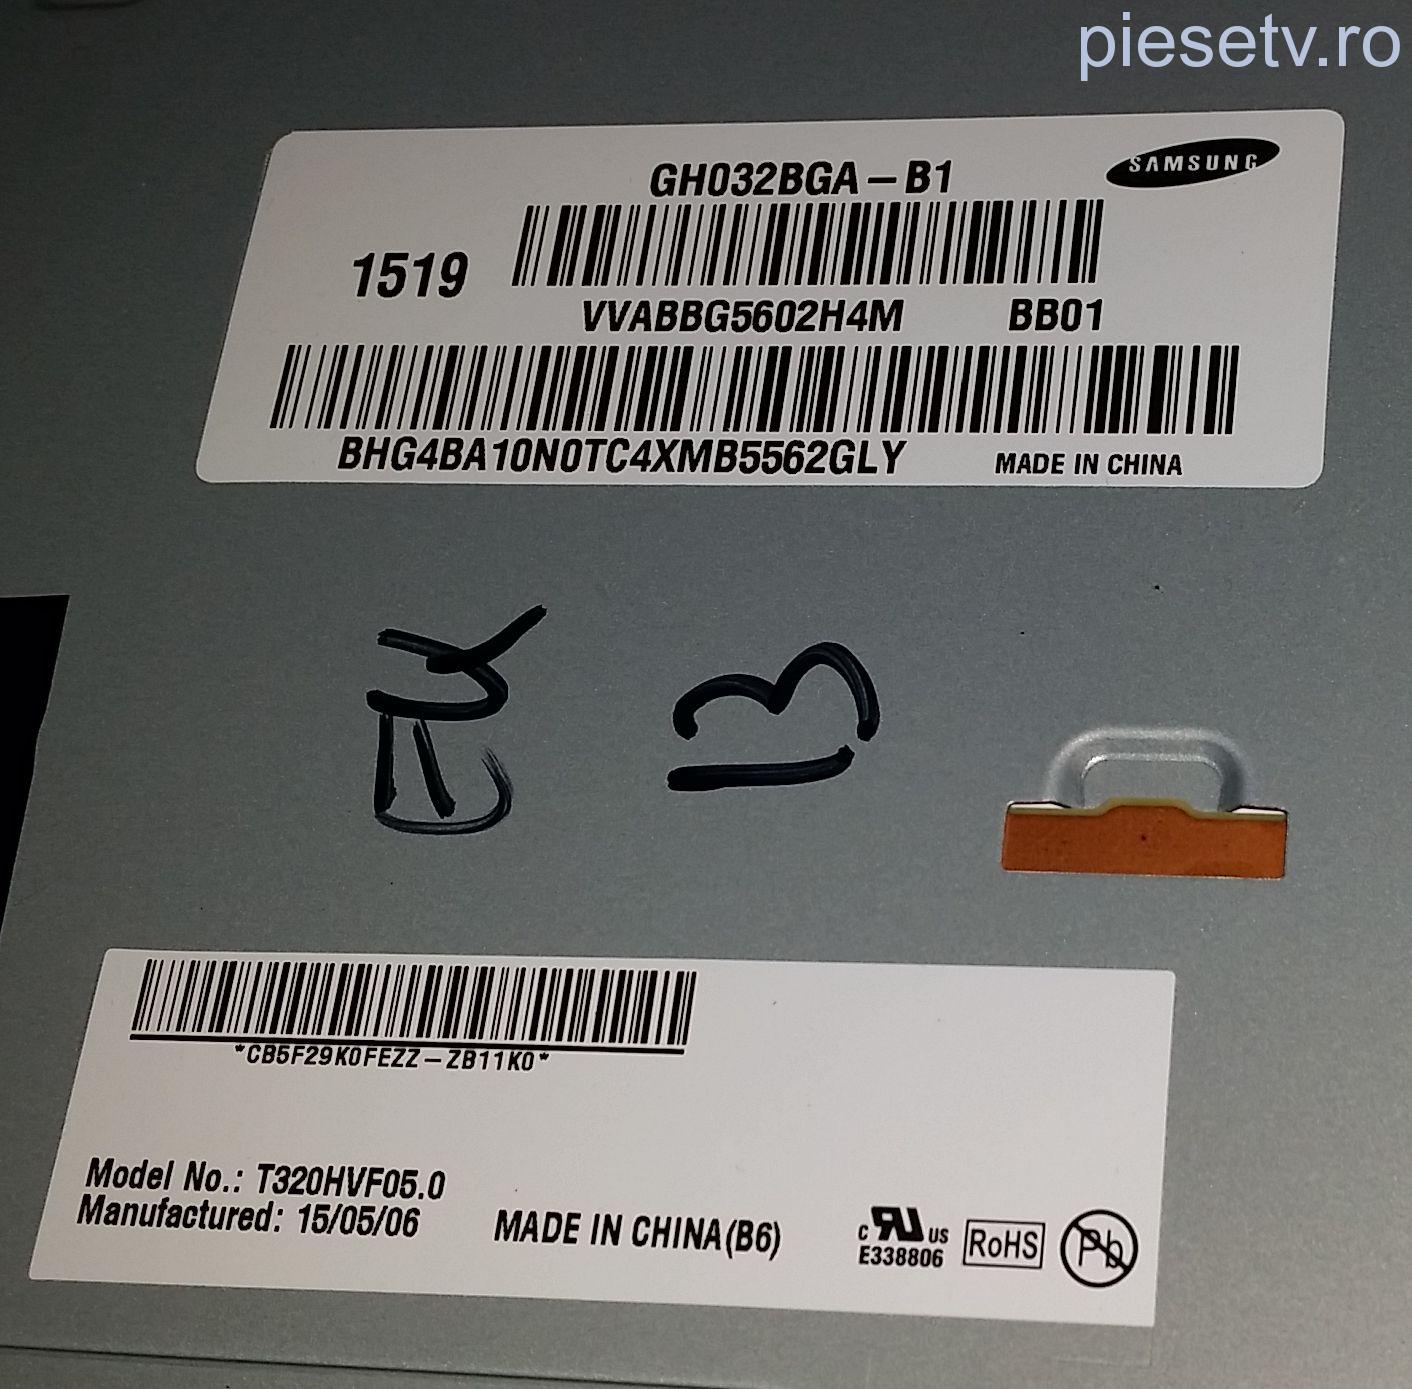 piesetv.ro
GH032BGA-B1
SAMSUNG
1519
VVABBG5602H4M BB01
BHG4BA10N0TC4XMB5562GLY MADE IN CHINA
*CB5F29K0FEZZ-ZB11K0*
Model No.: T320HVF05.0
Manufactured: 15/05/06
MADE IN CHINA(B6)
c RU US
E338806
RoHS
Pb